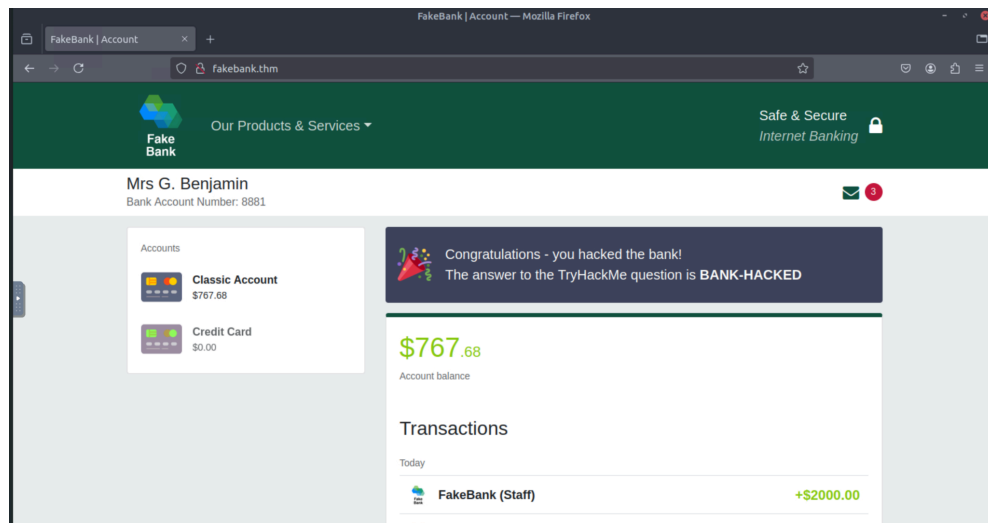 FakeBank | Account — Mozilla Firefox
FakeBank | Account
fakebank.thm
Fake
Bank
Our Products & Services
Safe & Secure
Internet Banking
Mrs G. Benjamin
Bank Account Number: 8881
3
Accounts
Classic Account
$767.68
Credit Card
$0.00
Congratulations - you hacked the bank!
The answer to the TryHackMe question is BANK-HACKED
$767.68
Account balance
Transactions
Today
Fake
Bank
FakeBank (Staff)
+$2000.00